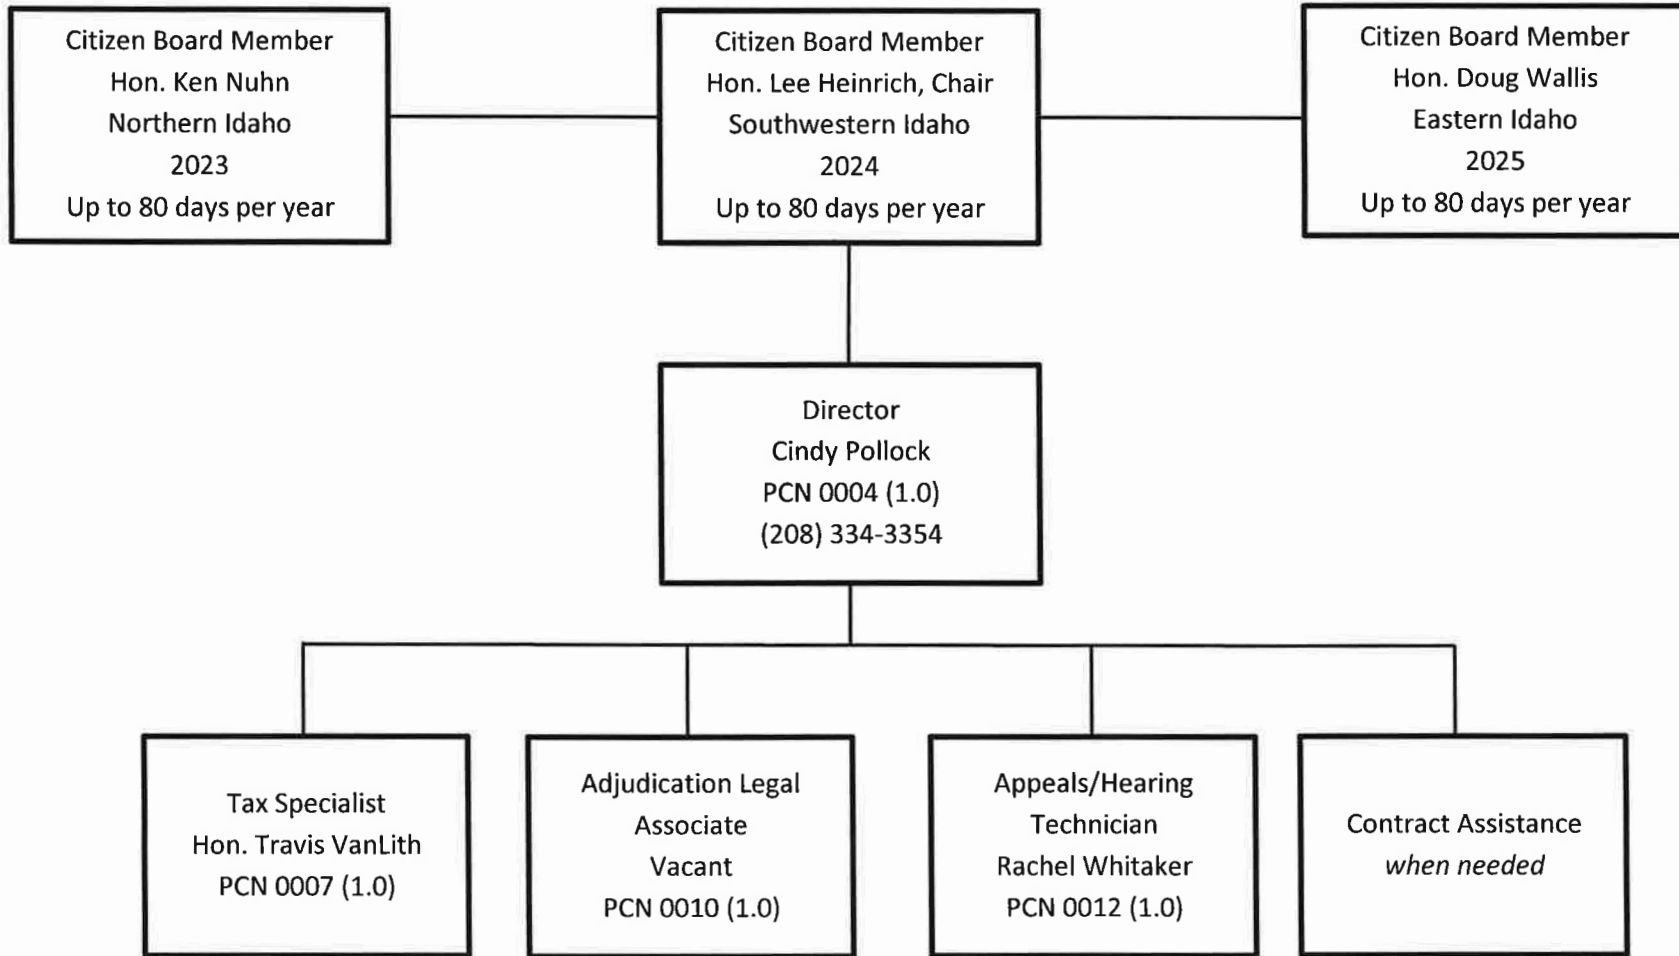 Citizen Board Member
Hon. Ken Nuhn
Northern Idaho
2023
Up to 80 days per year
Citizen Board Member
Hon. Lee Heinrich, Chair
Southwestern Idaho
2024
Up to 80 days per year
Citizen Board Member
Hon. Doug Wallis
Eastern Idaho
2025
Up to 80 days per year
Director
Cindy Pollock
PCN 0004 (1.0)
(208) 334-3354
Tax Specialist
Hon. Travis VanLith
PCN 0007 (1.0)
Adjudication Legal
Associate
Vacant
PCN 0010 (1.0)
Appeals/Hearing
Technician
Rachel Whitaker
PCN 0012 (1.0)
Contract Assistance
when needed